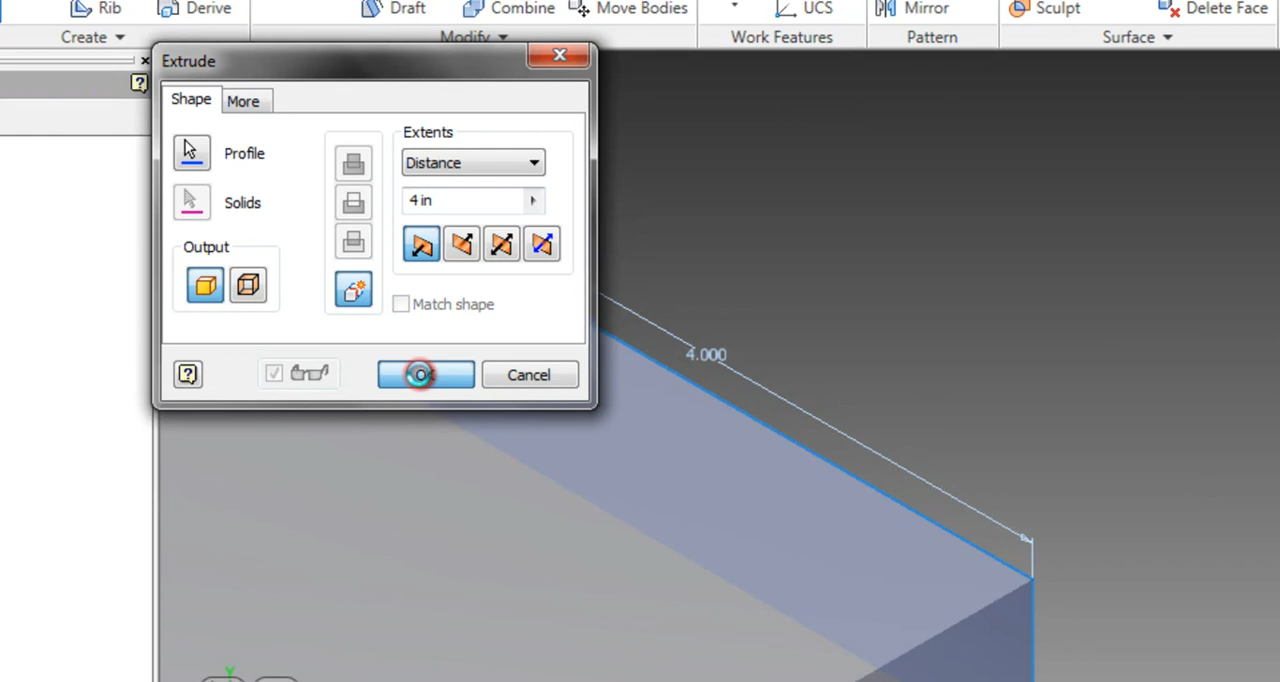 Rib Derive Draft Combine Move Bodies UCS Mirror Sculpt Delete Face
Create Modify Work Features Pattern Surface
Extrude
Shape More
Extents
Profile
Distance
Solids
4 in
Output
Match shape
Cancel
4.000
Y